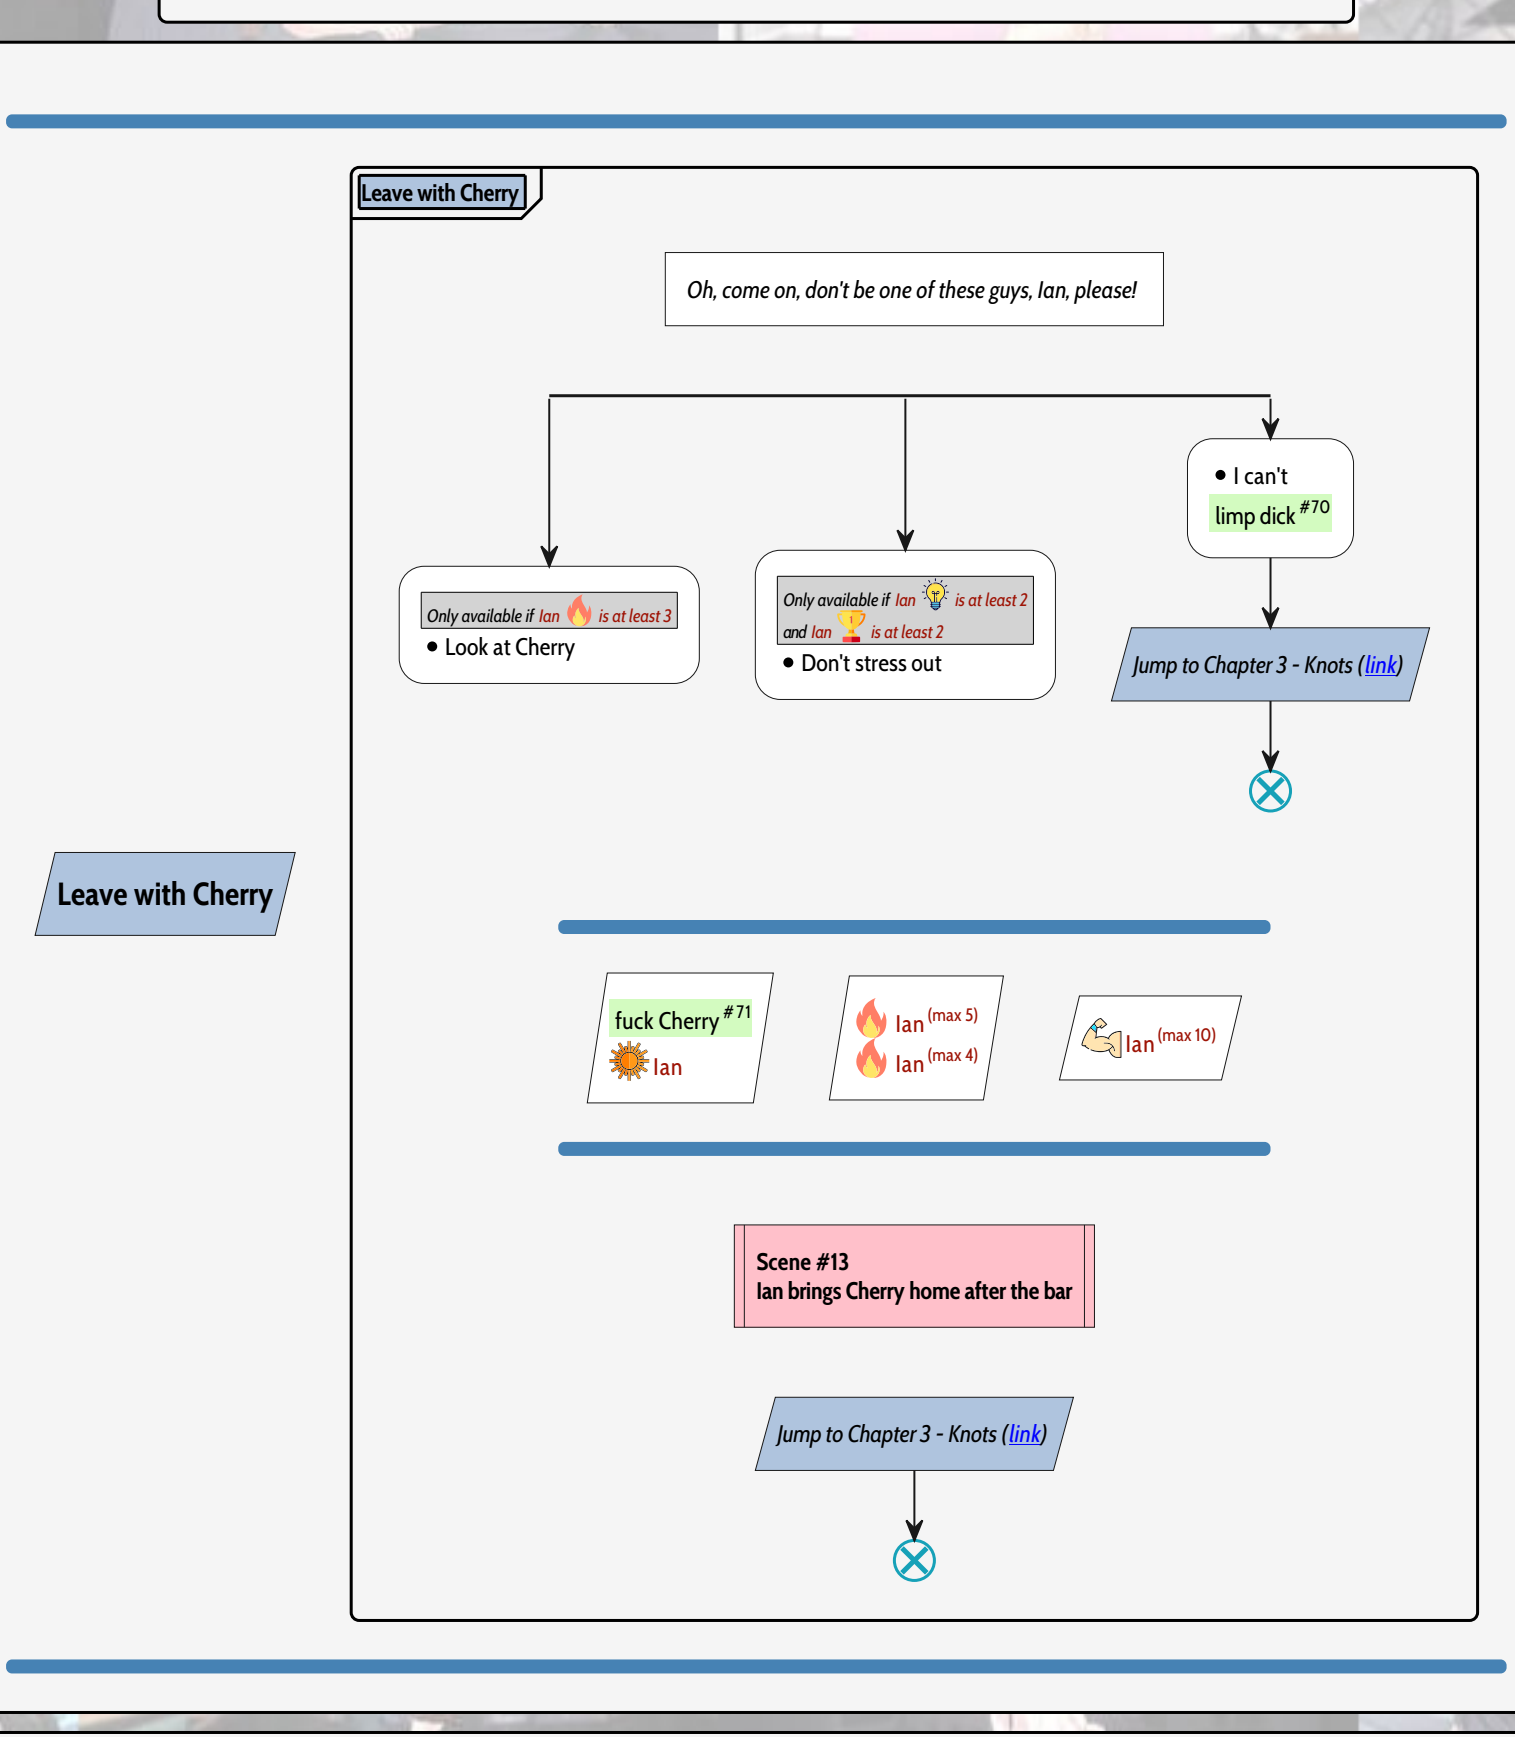 Leave with Cherry
Oh, come on, don't be one of these guys, Ian, please!
Only available if Ian is at least 3
• Look at Cherry
Only available if Ian is at least 2
and Ian 1 is at least 2
• Don't stress out
• I can't
limp dick #70
Jump to Chapter 3 - Knots (link)
Leave with Cherry
fuck Cherry #71
Ian
Ian (max 5)
Ian (max 4)
Ian (max 10)
Scene #13
Ian brings Cherry home after the bar
Jump to Chapter 3 - Knots (link)